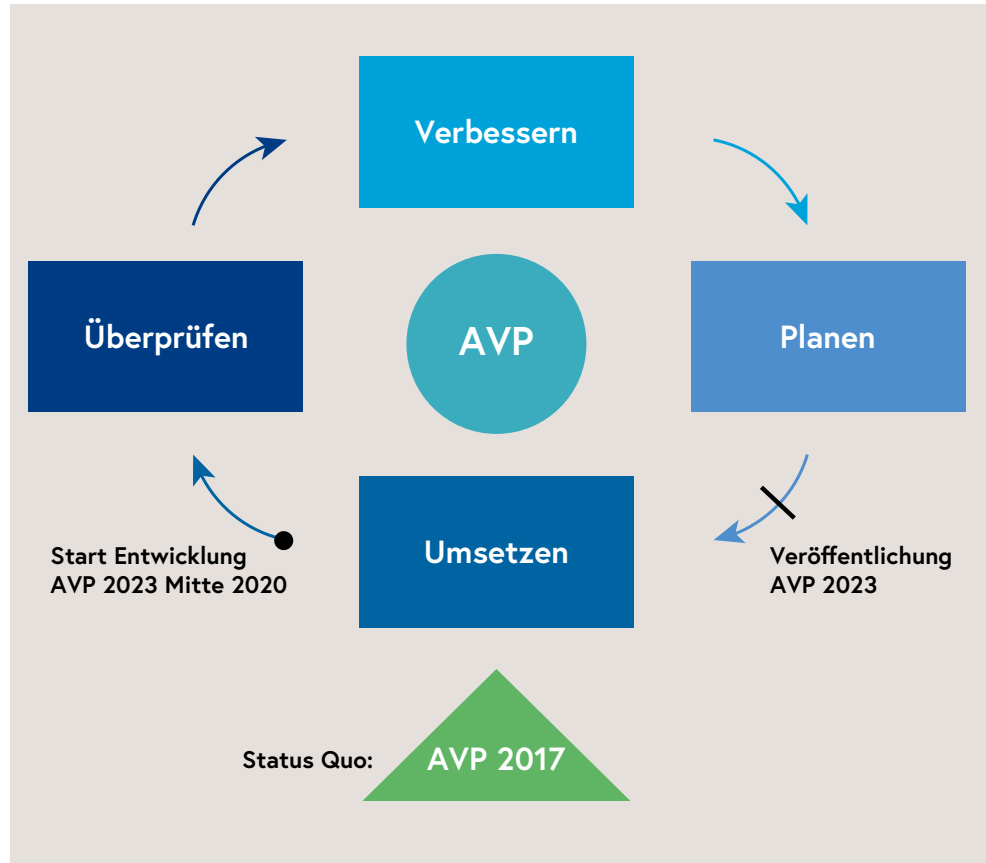 Verbessern
Überprüfen
AVP
Planen
Umsetzen
Start Entwicklung
AVP 2023 Mitte 2020
Veröffentlichung
AVP 2023
Status Quo:
AVP 2017